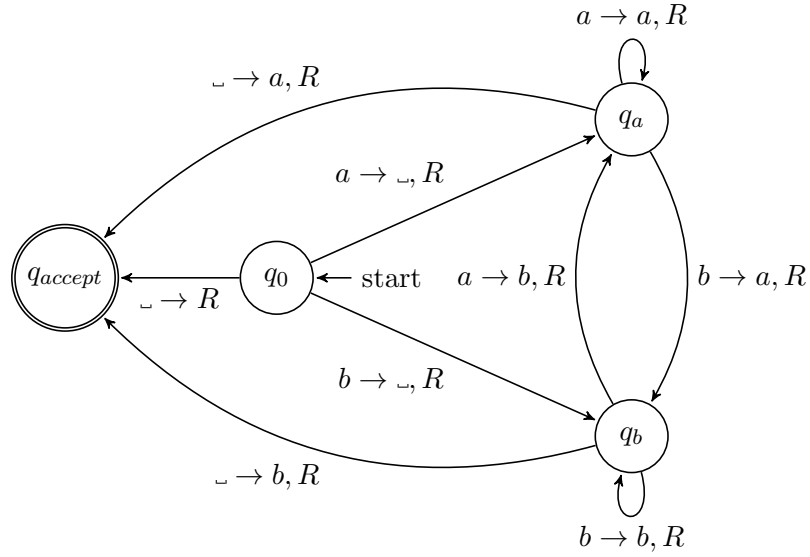 a → a, R
␣ → a, R
q_a
a → ␣, R
q_accept
q_0
start
a → b, R
b → a, R
␣ → R
b → ␣, R
q_b
␣ → b, R
b → b, R